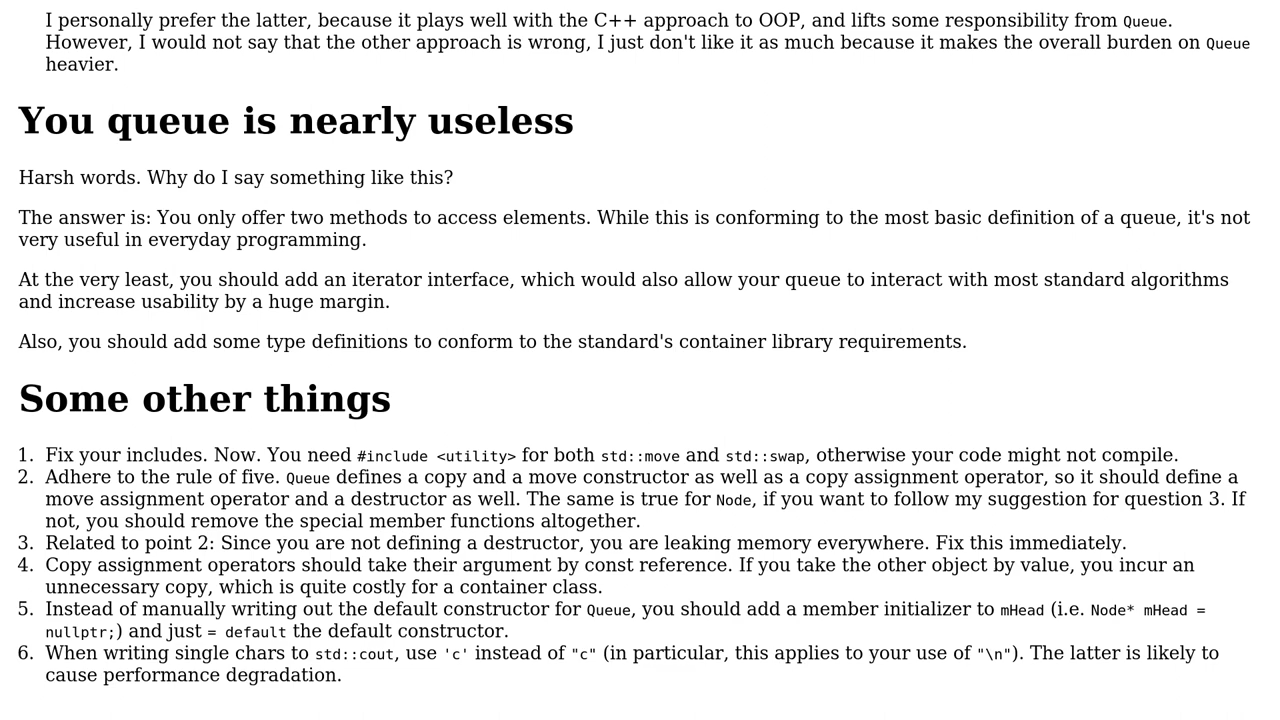 I personally prefer the latter, because it plays well with the C++ approach to OOP, and lifts some responsibility from Queue.
However, I would not say that the other approach is wrong, I just don't like it as much because it makes the overall burden on Queue
heavier.
You queue is nearly useless
Harsh words. Why do I say something like this?
The answer is: You only offer two methods to access elements. While this is conforming to the most basic definition of a queue, it's not
very useful in everyday programming.
At the very least, you should add an iterator interface, which would also allow your queue to interact with most standard algorithms
and increase usability by a huge margin.
Also, you should add some type definitions to conform to the standard's container library requirements.
Some other things
1. Fix your includes. Now. You need #include <utility> for both std::move and std::swap, otherwise your code might not compile.
2. Adhere to the rule of five. Queue defines a copy and a move constructor as well as a copy assignment operator, so it should define a
move assignment operator and a destructor as well. The same is true for Node, if you want to follow my suggestion for question 3. If
not, you should remove the special member functions altogether.
3. Related to point 2: Since you are not defining a destructor, you are leaking memory everywhere. Fix this immediately.
4. Copy assignment operators should take their argument by const reference. If you take the other object by value, you incur an
unnecessary copy, which is quite costly for a container class.
5. Instead of manually writing out the default constructor for Queue, you should add a member initializer to mHead (i.e. Node* mHead =
nullptr;) and just = default the default constructor.
6. When writing single chars to std::cout, use 'c' instead of "c" (in particular, this applies to your use of "\n"). The latter is likely to
cause performance degradation.